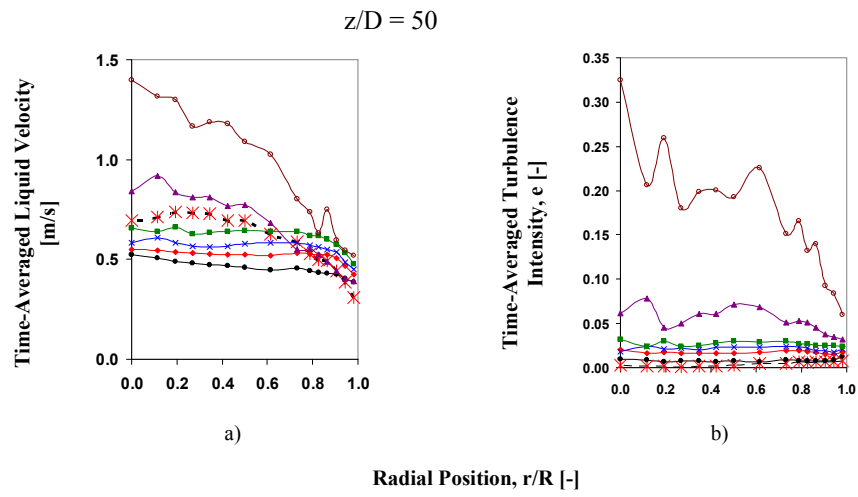 z/D = 50
Time-Averaged Liquid Velocity
[m/s]
1.5
1.0
0.5
0.0
0.0 0.2 0.4 0.6 0.8 1.0
a)
Time-Averaged Turbulence
Intensity, e [-]
0.35
0.30
0.25
0.20
0.15
0.10
0.05
0.00
0.0 0.2 0.4 0.6 0.8 1.0
b)
Radial Position, r/R [-]